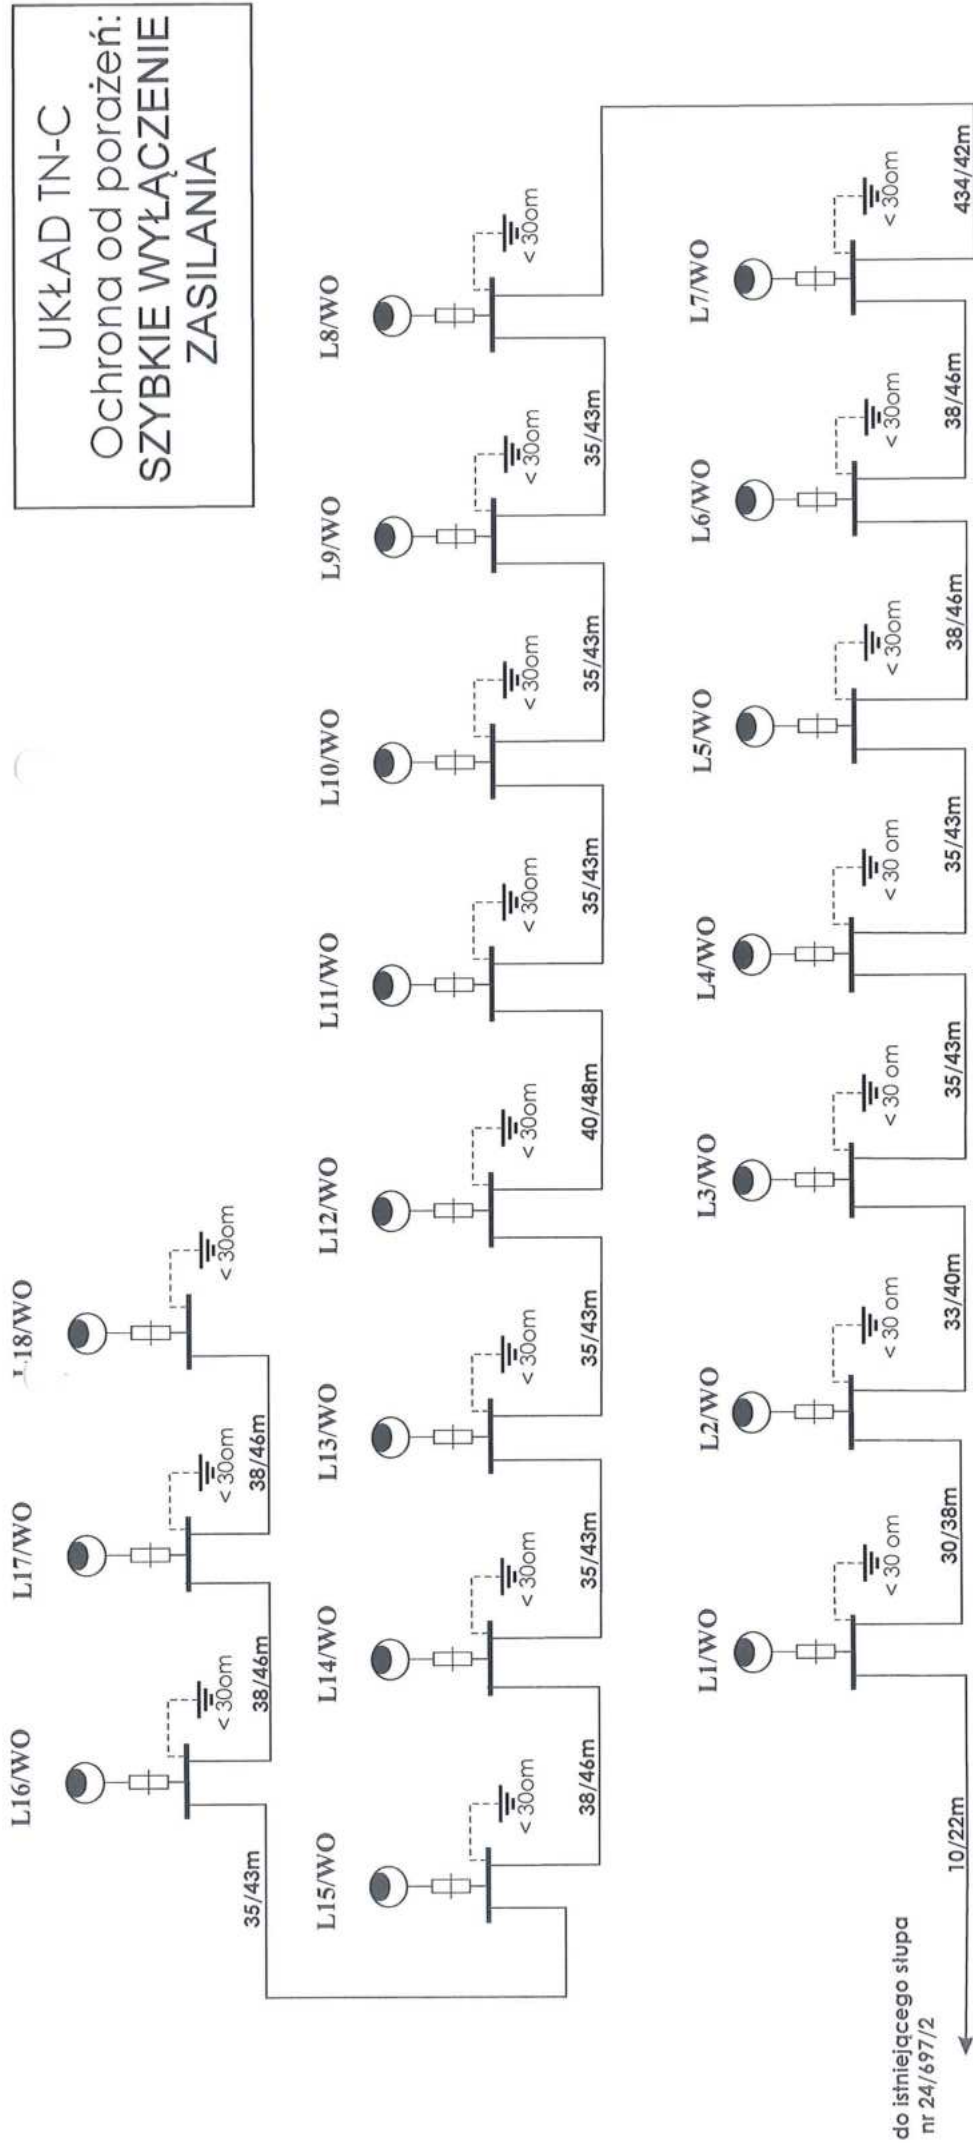 UKŁAD TN-C
Ochrona od porażeń:
SZYBKIE WYŁĄCZENIE
ZASILANIA
L16/WO
L17/WO
L18/WO
< 30om
< 30om
< 30om
35/43m
38/46m
38/46m
L15/WO
L14/WO
L13/WO
L12/WO
L11/WO
L10/WO
L9/WO
L8/WO
< 30om
< 30om
< 30om
< 30om
< 30om
< 30om
< 30om
< 30om
38/46m
35/43m
35/43m
40/48m
35/43m
35/43m
35/43m
L1/WO
L2/WO
L3/WO
L4/WO
L5/WO
L6/WO
L7/WO
< 30 om
< 30 om
< 30 om
< 30 om
< 30om
< 30om
< 30om
do istniejącego słupa
nr 24/697/2
10/22m
30/38m
33/40m
35/43m
35/43m
38/46m
38/46m
434/42m